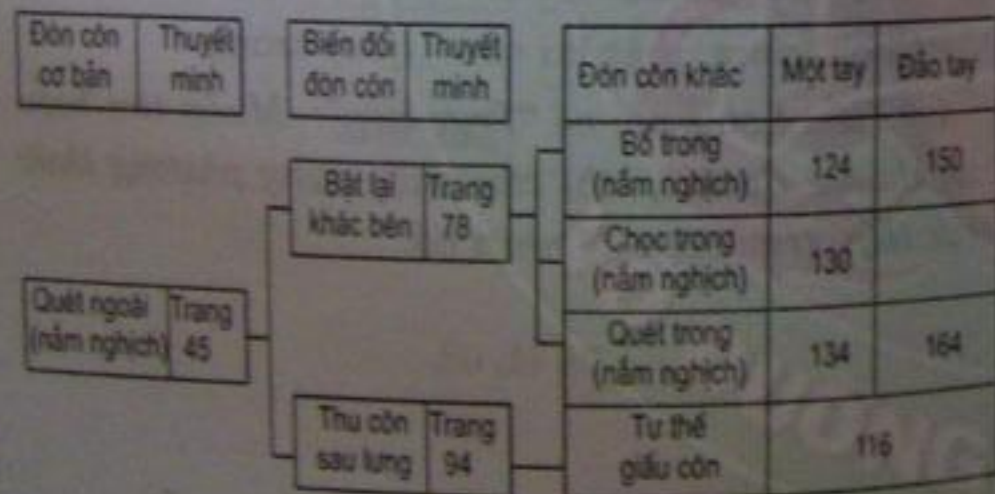 Đòn côn
cơ bản
Thuyết
minh
Biến đổi
đòn côn
Thuyết
minh
Đòn côn khác
Một tay
Đảo tay
Bổ trong
(nắm nghịch)
124
150
Bật lại
khác bên
Trang
78
Chọc trong
(nắm nghịch)
130
Quét ngoài
(nắm nghịch)
Trang
45
Quét trong
(nắm nghịch)
134
164
Thu côn
sau lưng
Trang
94
Tư thế
giấu côn
116